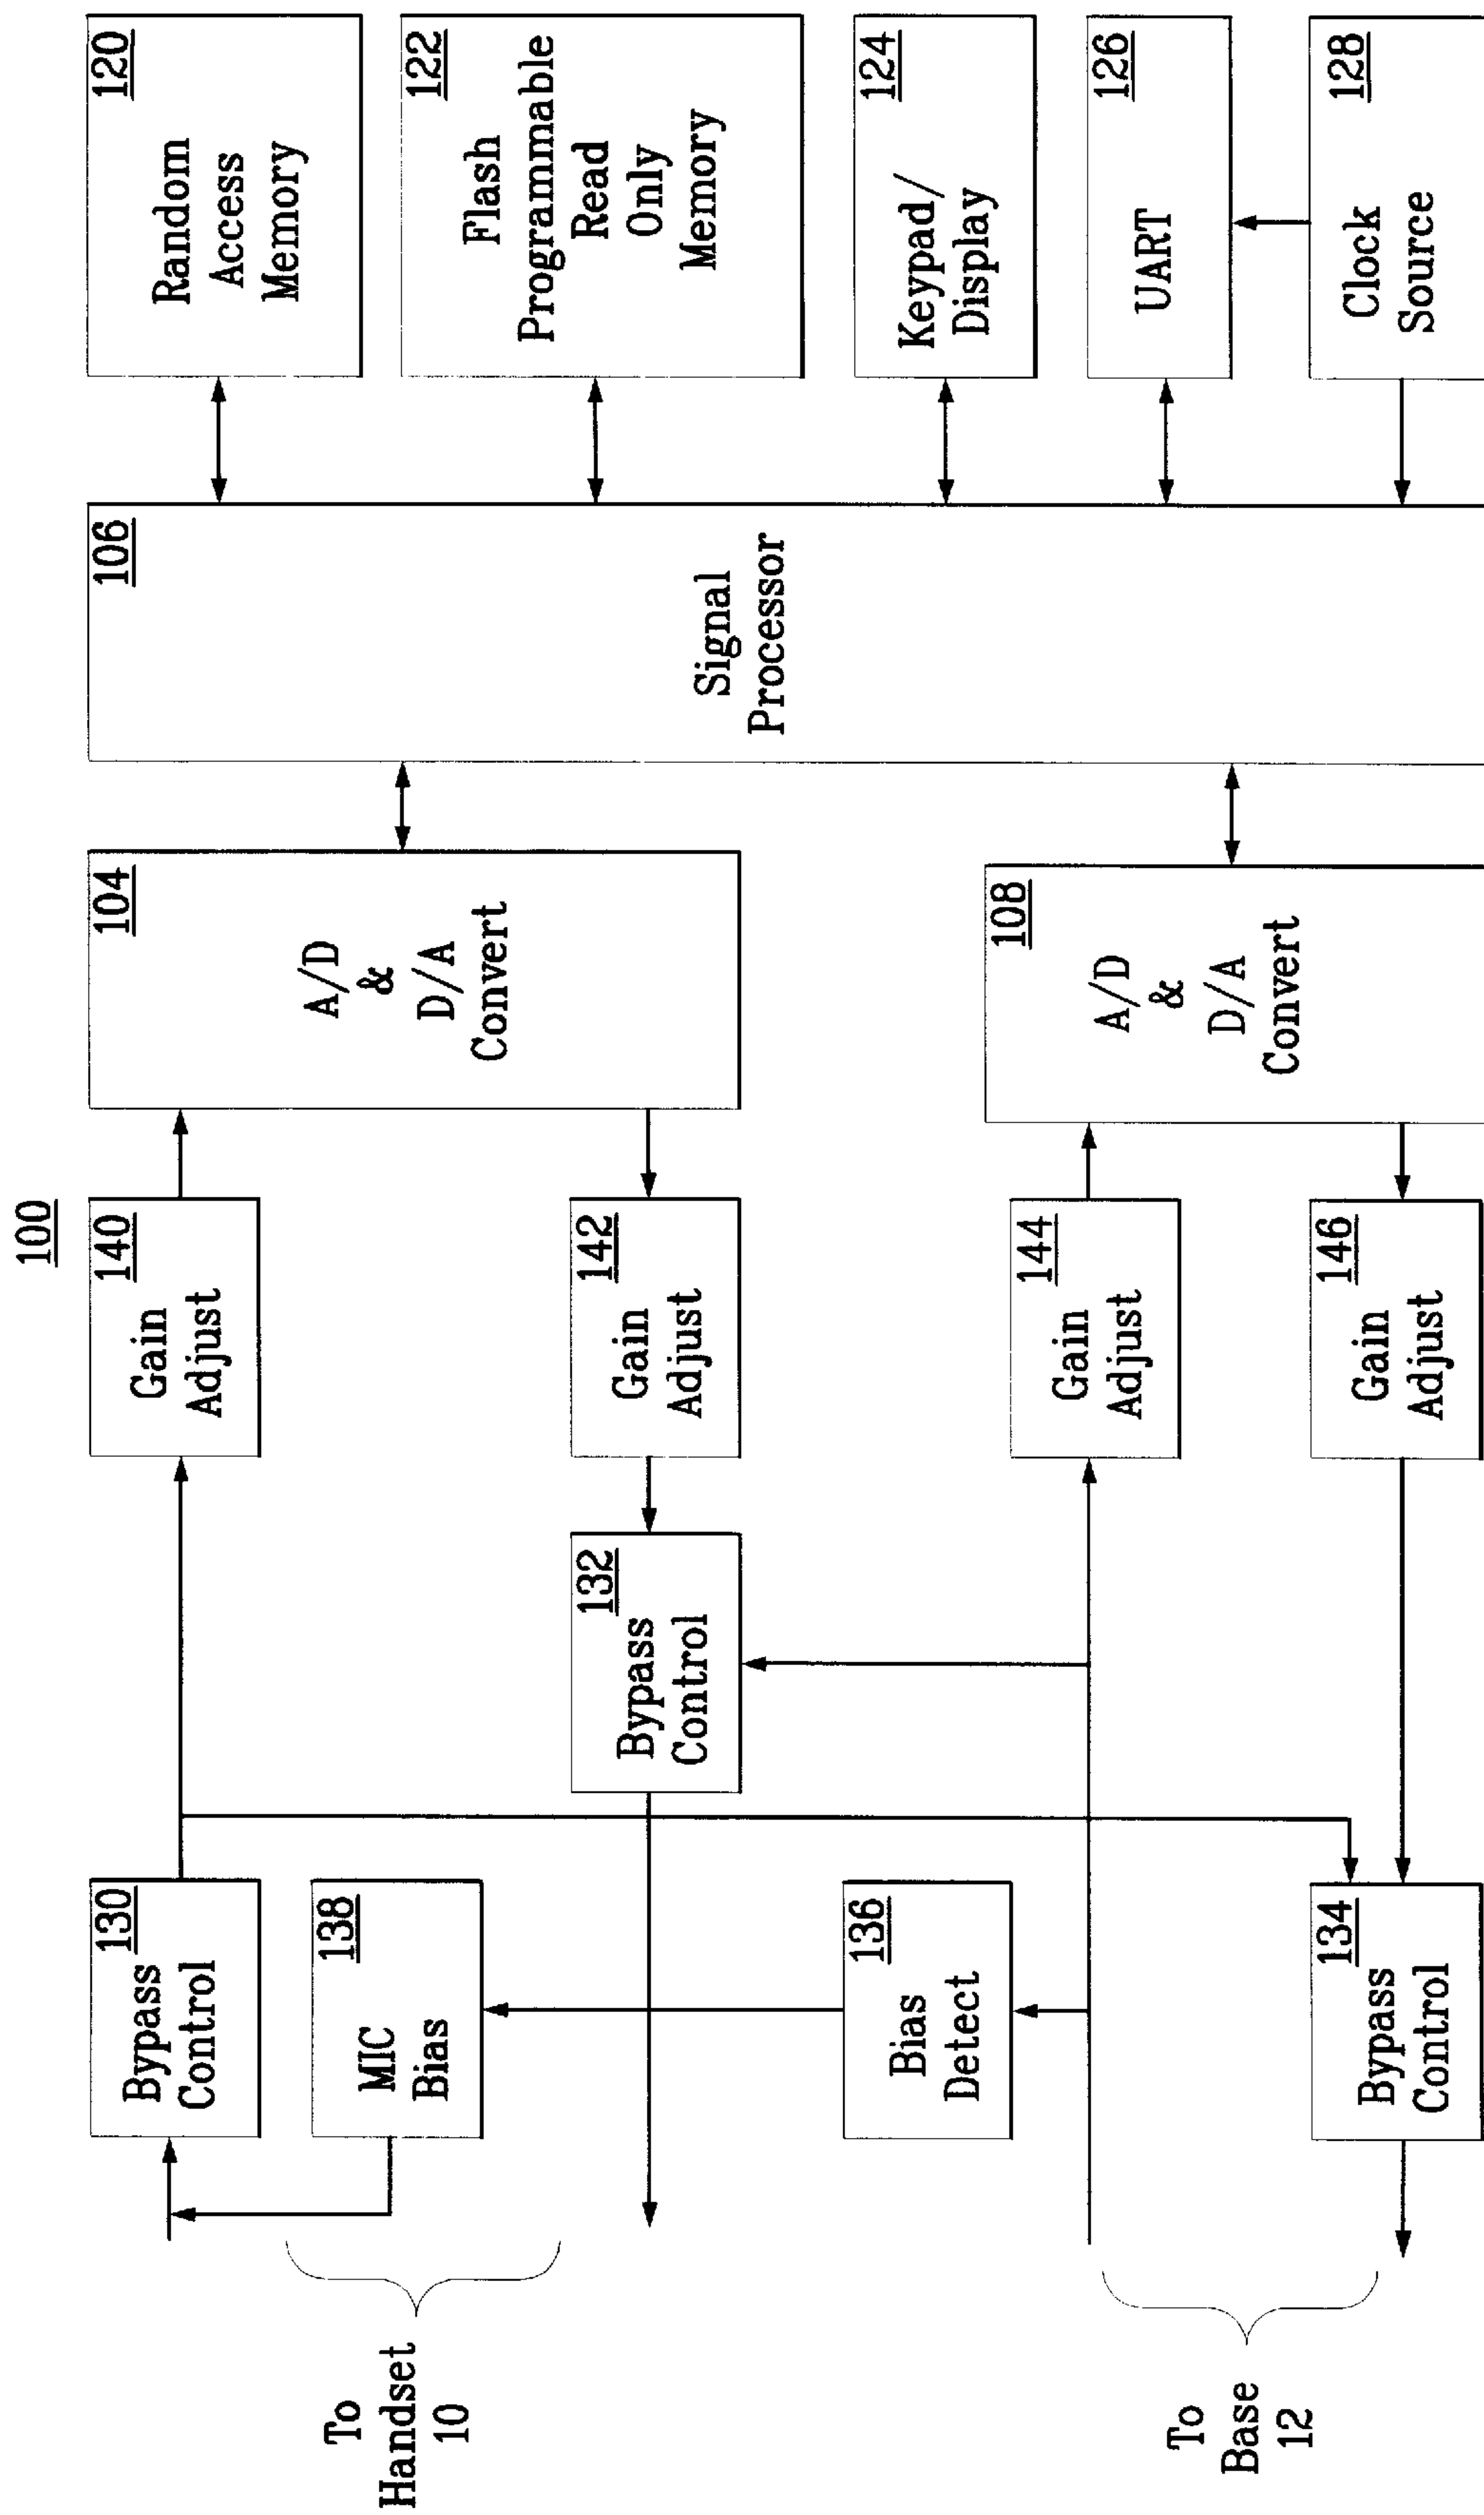 100
130
Bypass
Control
140
Gain
Adjust
104
A/D
&
D/A
Convert
106
Signal
Processor
120
Random
Access
Memory
138
MIC
Bias
To
Handset
10
132
Bypass
Control
142
Gain
Adjust
122
Flash
Programmable
Read
Only
Memory
136
Bias
Detect
124
Keypad/
Display
144
Gain
Adjust
108
A/D
&
D/A
Convert
126
UART
To
Base
12
134
Bypass
Control
146
Gain
Adjust
128
Clock
Source